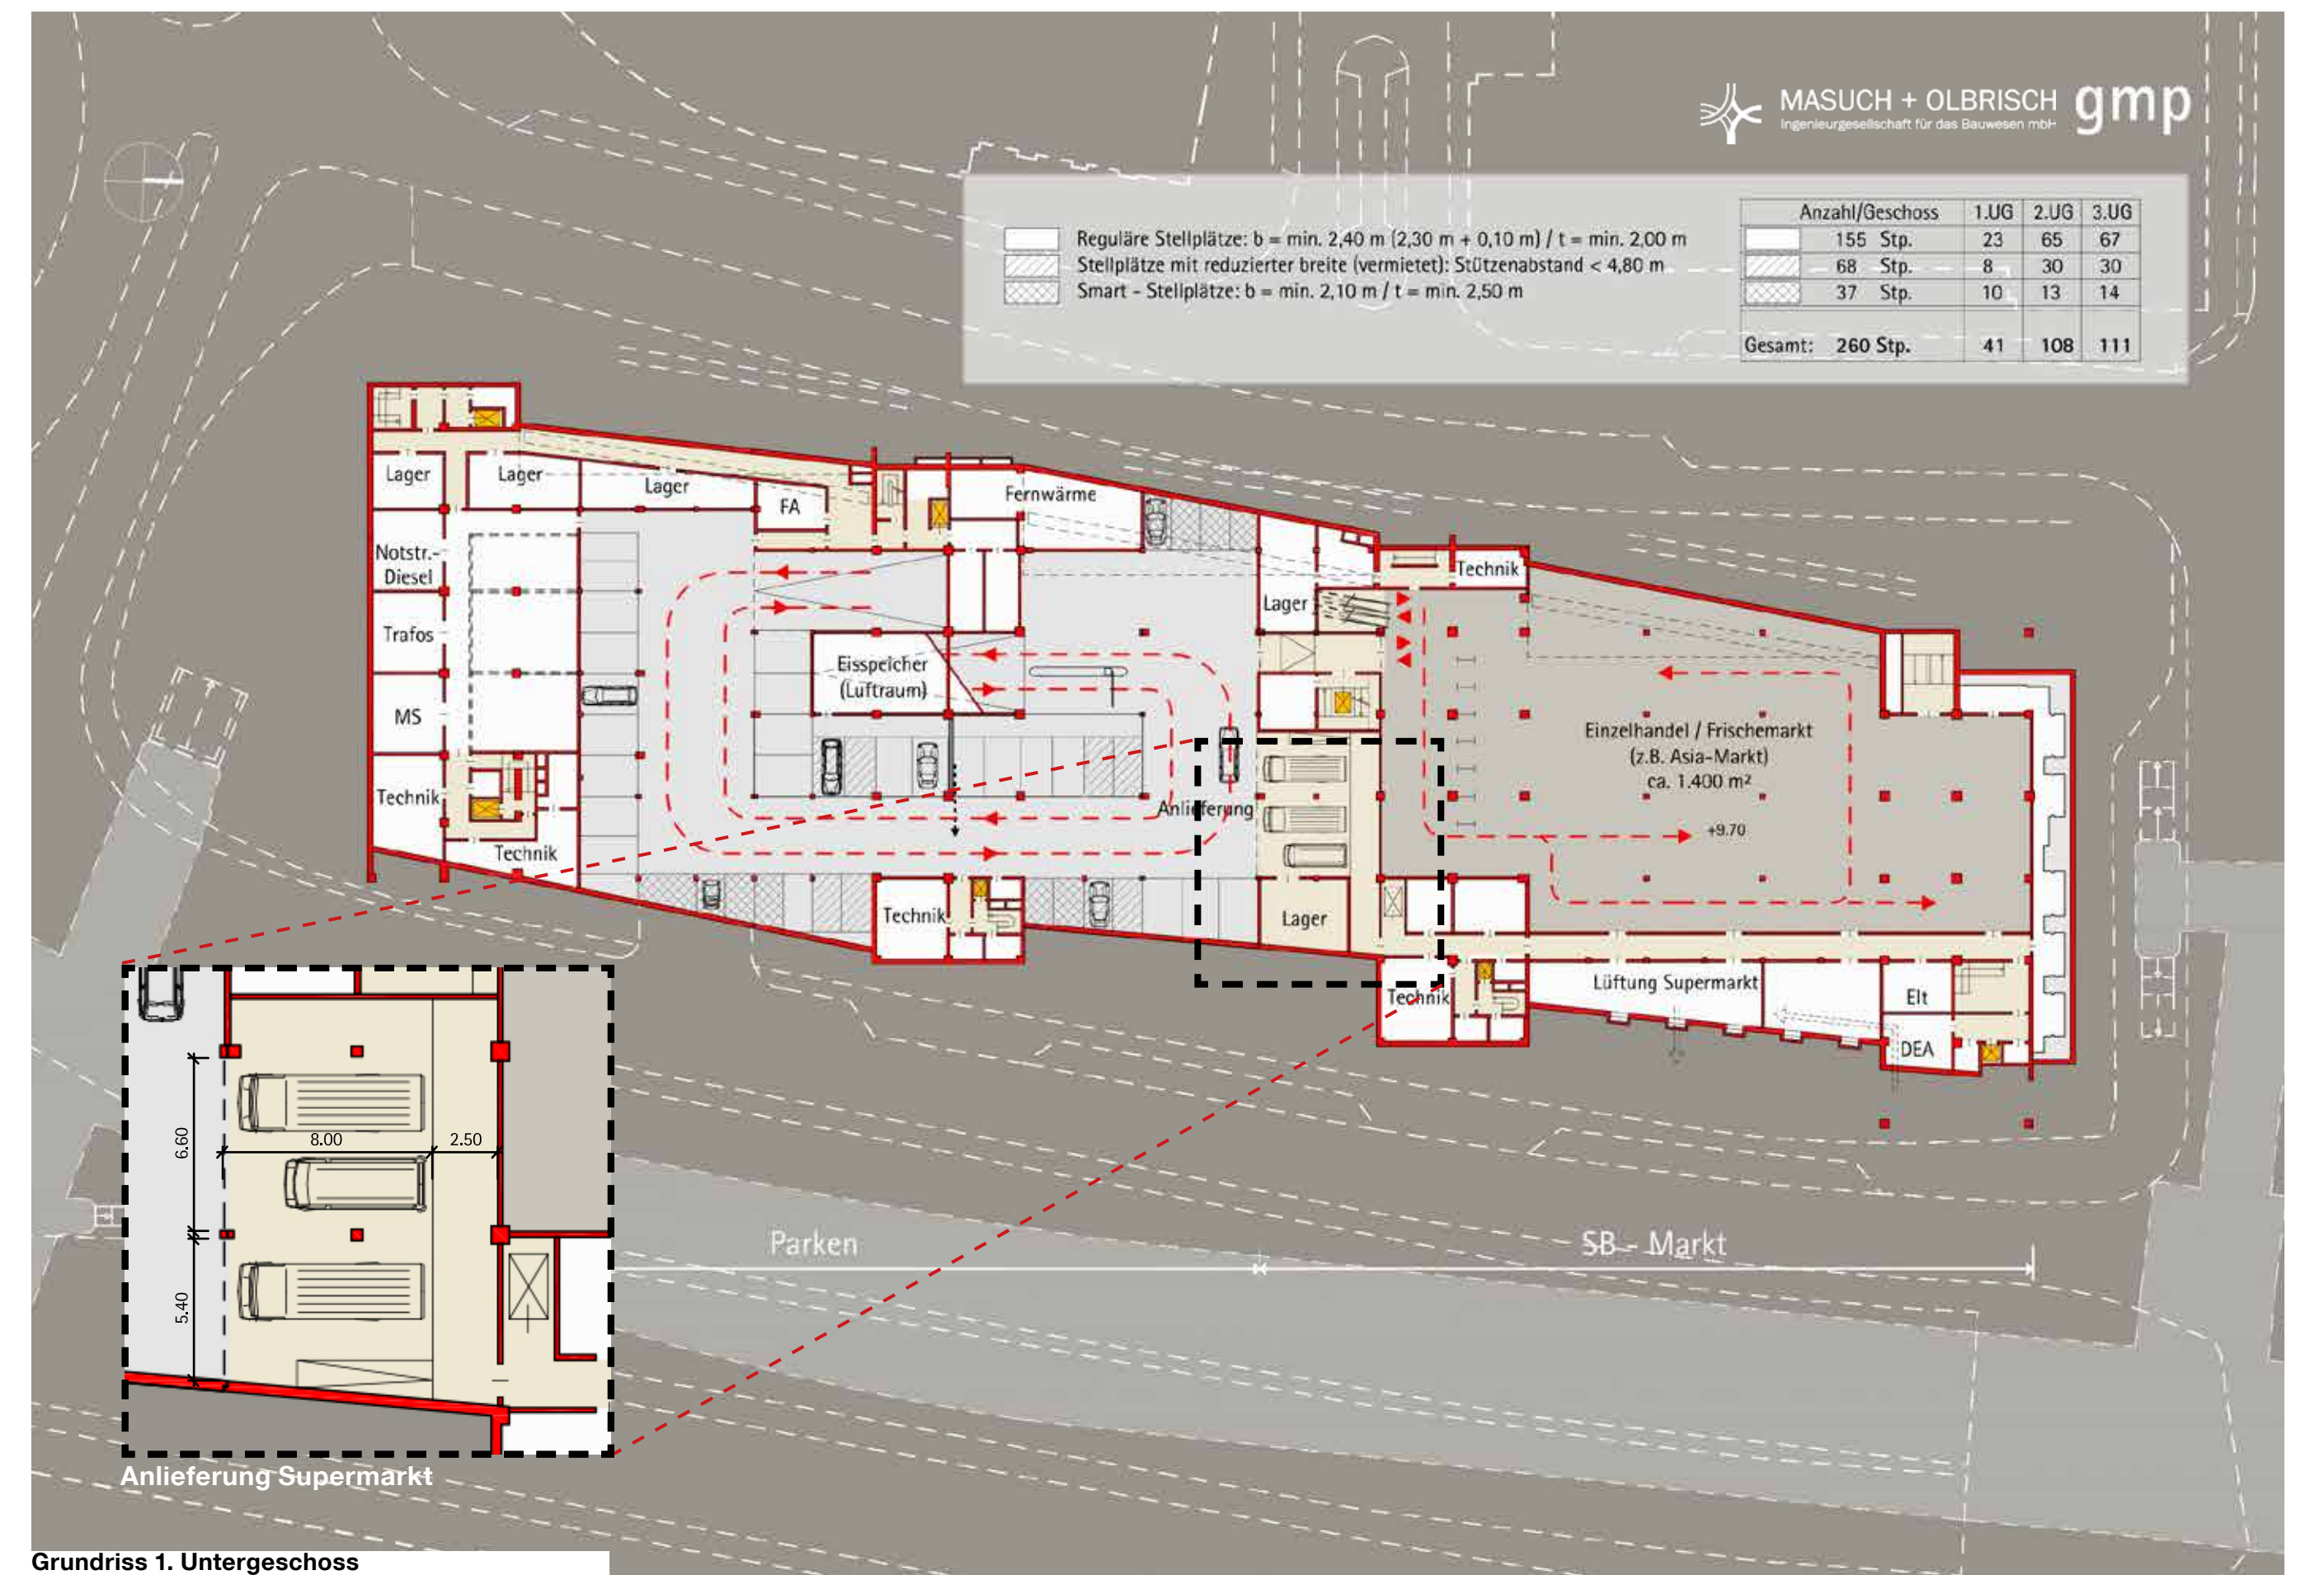 MASUCH + OLBRISCH gmp
Ingenieurgesellschaft für das Bauwesen mbH
Reguläre Stellplätze: b = min. 2,40 m (2,30 m + 0,10 m) / t = min. 2,00 m
Stellplätze mit reduzierter breite (vermietet): Stützenabstand < 4,80 m
Smart - Stellplätze: b = min. 2,10 m / t = min. 2,50 m
Anzahl/Geschoss 1.UG 2.UG 3.UG
155 Stp. 23 65 67
68 Stp. 8 30 30
37 Stp. 10 13 14
Gesamt: 260 Stp. 41 108 111
Lager
Lager
Lager
FA
Fernwärme
Notstr.-
Diesel
Technik
Lager
Trafos
Eisspeicher
(Luftraum)
MS
Einzelhandel / Frischemarkt
(z.B. Asia-Markt)
ca. 1.400 m²
+9.70
Technik
Anlieferung
Technik
Technik
Lager
Technik
Lüftung Supermarkt
Elt
DEA
6.60
8.00
2.50
5.40
Parken
SB - Markt
Anlieferung Supermarkt
Grundriss 1. Untergeschoss